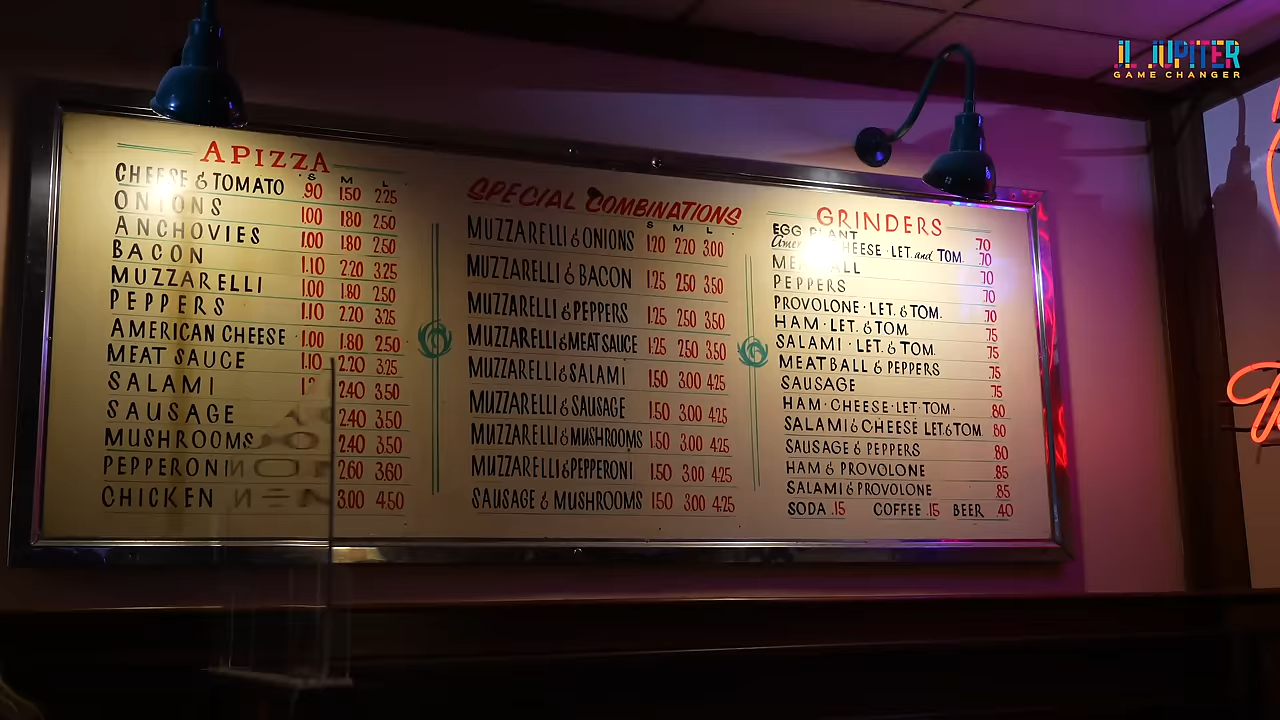 JL JUPITER
GAME CHANGER
APIZZA
S M L
CHEESE & TOMATO .90 1.50 2.25
ONIONS 1.00 1.80 2.50
ANCHOVIES 1.00 1.80 2.50
BACON 1.10 2.20 3.25
MUZZARELLI 1.00 1.80 2.50
PEPPERS 1.10 2.20 3.25
AMERICAN CHEESE 1.00 1.80 2.50
MEAT SAUCE 1.10 2.20 3.25
SALAMI 2.40 3.50
SAUSAGE 2.40 3.50
MUSHROOMS 2.40 3.50
PEPPERONI 2.60 3.60
CHICKEN 3.00 4.50
SPECIAL COMBINATIONS
S M L
MUZZARELLI & ONIONS 1.20 2.20 3.00
MUZZARELLI & BACON 1.25 2.50 3.50
MUZZARELLI & PEPPERS 1.25 2.50 3.50
MUZZARELLI & MEAT SAUCE 1.25 2.50 3.50
MUZZARELLI & SALAMI 1.50 3.00 4.25
MUZZARELLI & SAUSAGE 1.50 3.00 4.25
MUZZARELLI & MUSHROOMS 1.50 3.00 4.25
MUZZARELLI & PEPPERONI 1.50 3.00 4.25
SAUSAGE & MUSHROOMS 1.50 3.00 4.25
GRINDERS
EGG PLANT .70
CHEESE · LET. and TOM. .70
MEATBALL .70
PEPPERS .70
PROVOLONE · LET. & TOM. .70
HAM · LET. & TOM .75
SALAMI · LET. & TOM. .75
MEATBALL & PEPPERS .75
SAUSAGE .75
HAM · CHEESE · LET · TOM · .80
SALAMI & CHEESE LET. & TOM .80
SAUSAGE & PEPPERS .80
HAM & PROVOLONE .85
SALAMI & PROVOLONE .85
SODA .15 COFFEE .15 BEER .40